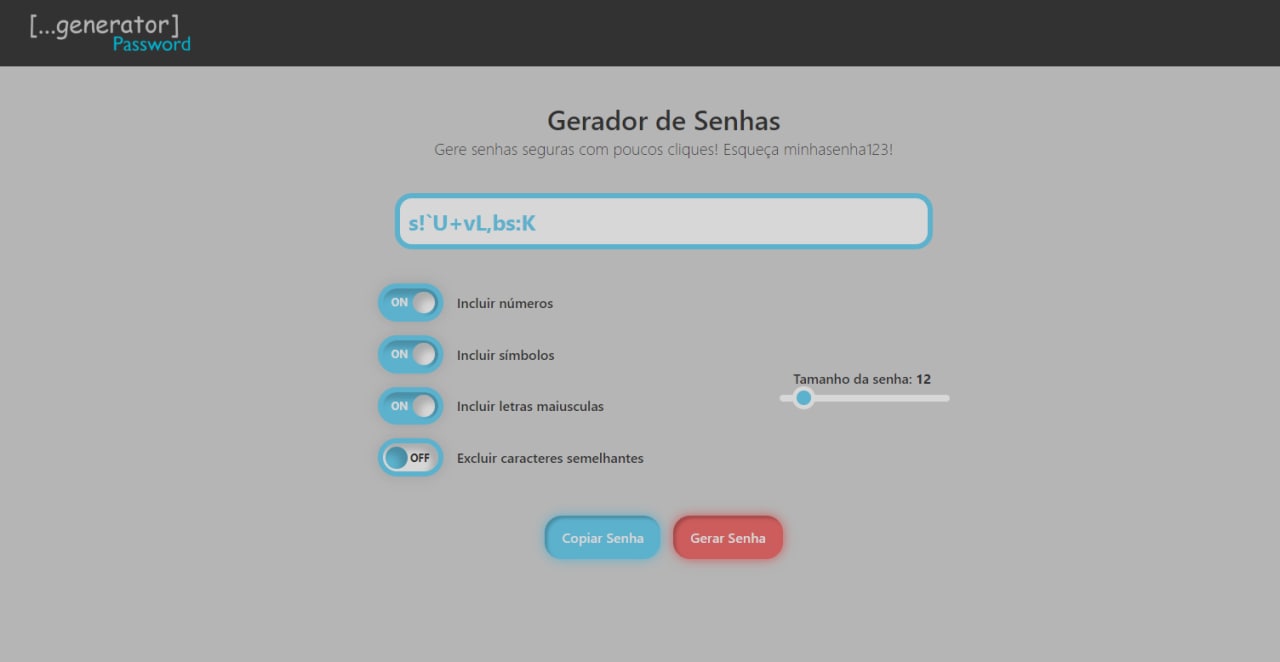 [...generator]
Password
Gerador de Senhas
Gere senhas seguras com poucos cliques! Esqueça minhasenha123!
s!`U+vL,bs:K
ON Incluir números
ON Incluir símbolos
Tamanho da senha: 12
ON Incluir letras maiusculas
OFF Excluir caracteres semelhantes
Copiar Senha Gerar Senha